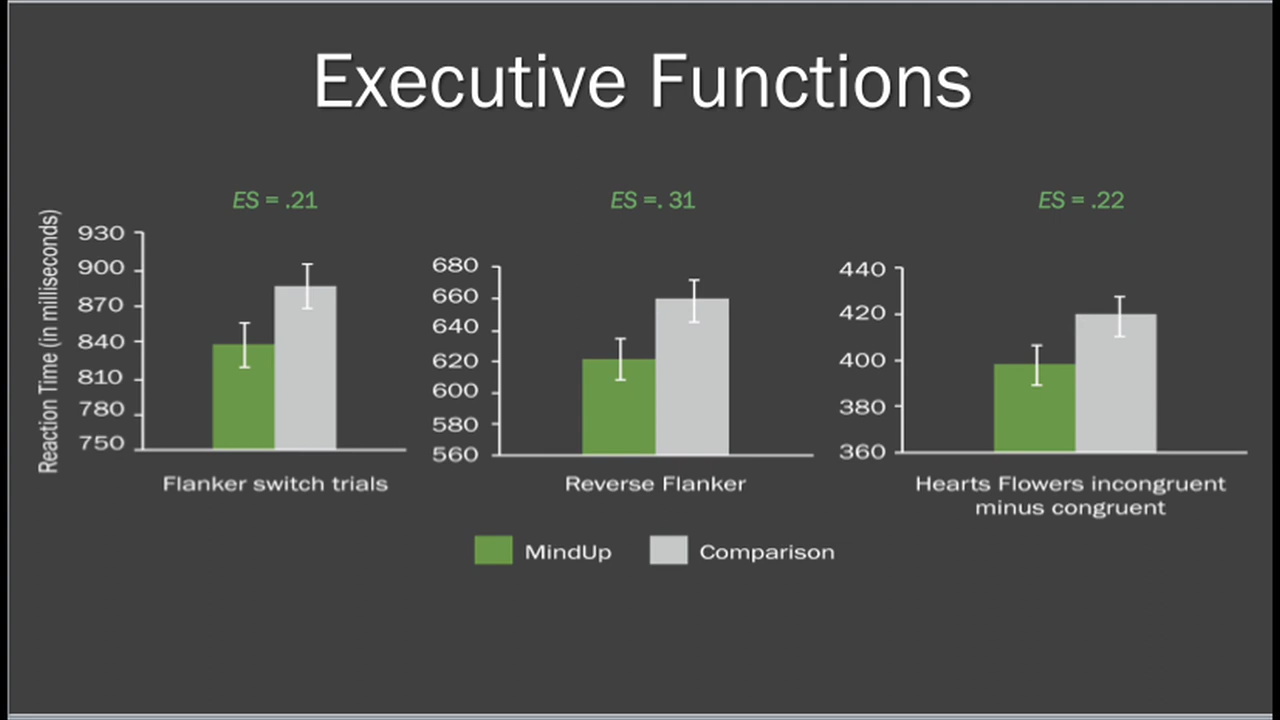 Executive Functions
ES = .21
ES =. 31
ES = .22
Reaction Time (in milliseconds)
930
900
870
840
810
780
750
680
660
640
620
600
580
560
440
420
400
380
360
Flanker switch trials
Reverse Flanker
Hearts Flowers incongruent
minus congruent
MindUp
Comparison